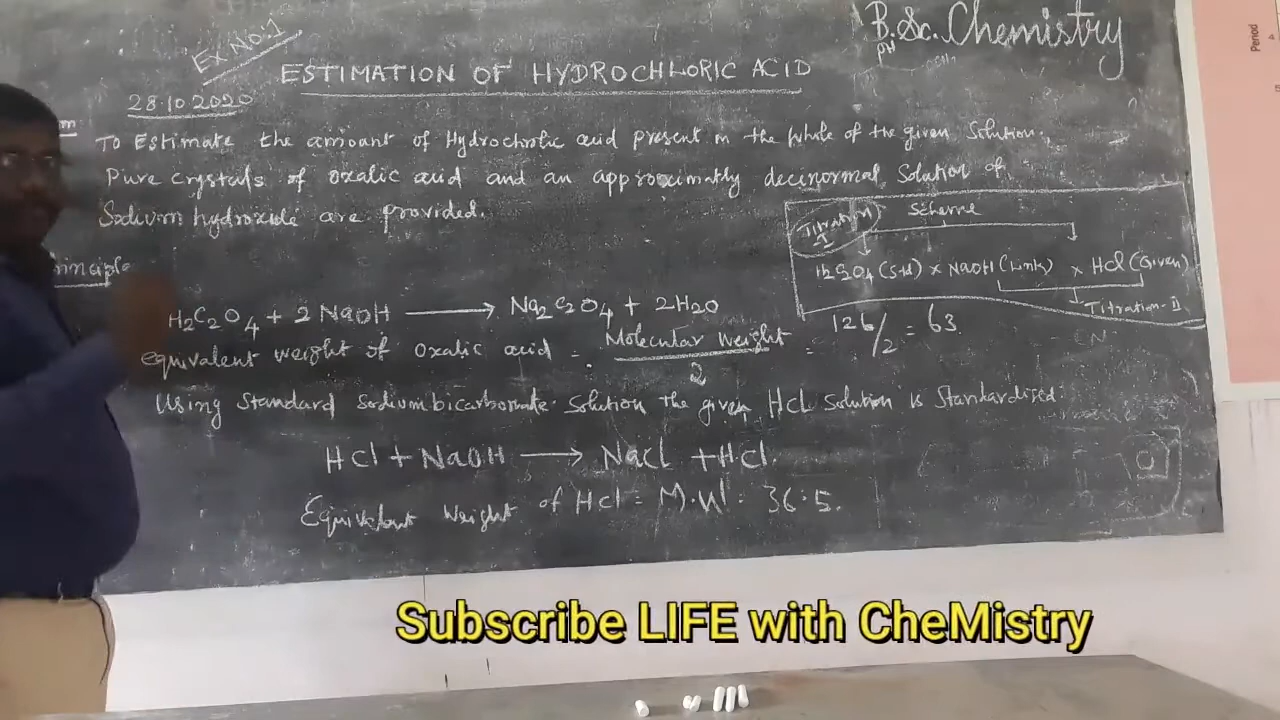 Ex No:1
B.Sc. Chemistry
ESTIMATION OF HYDROCHLORIC ACID
Period
28.10.2020
m:
To Estimate the amount of Hydrochloric acid present in the whole of the given Solution.
Pure crystals of oxalic acid and an approximatly decinormal Solution of
Sodium hydroxide are provided.
Titration I
Scheme
H2SO4 (Std) × NaOH (Link) × HCl (Given)
Titration-II
rinciple
H2C2O4 + 2 NaOH ⟶ Na2C2O4 + 2H2O
equivalent weight of Oxalic acid = Molecular weight / 2 = 126/2 = 63.
Using Standard Sodium bicarbonate Solution the given HCl Solution is Standardised.
HCl + NaOH ⟶ NaCl + HCl.
Equivalent Weight of HCl = M.W = 36.5.
Subscribe LIFE with CheMistry